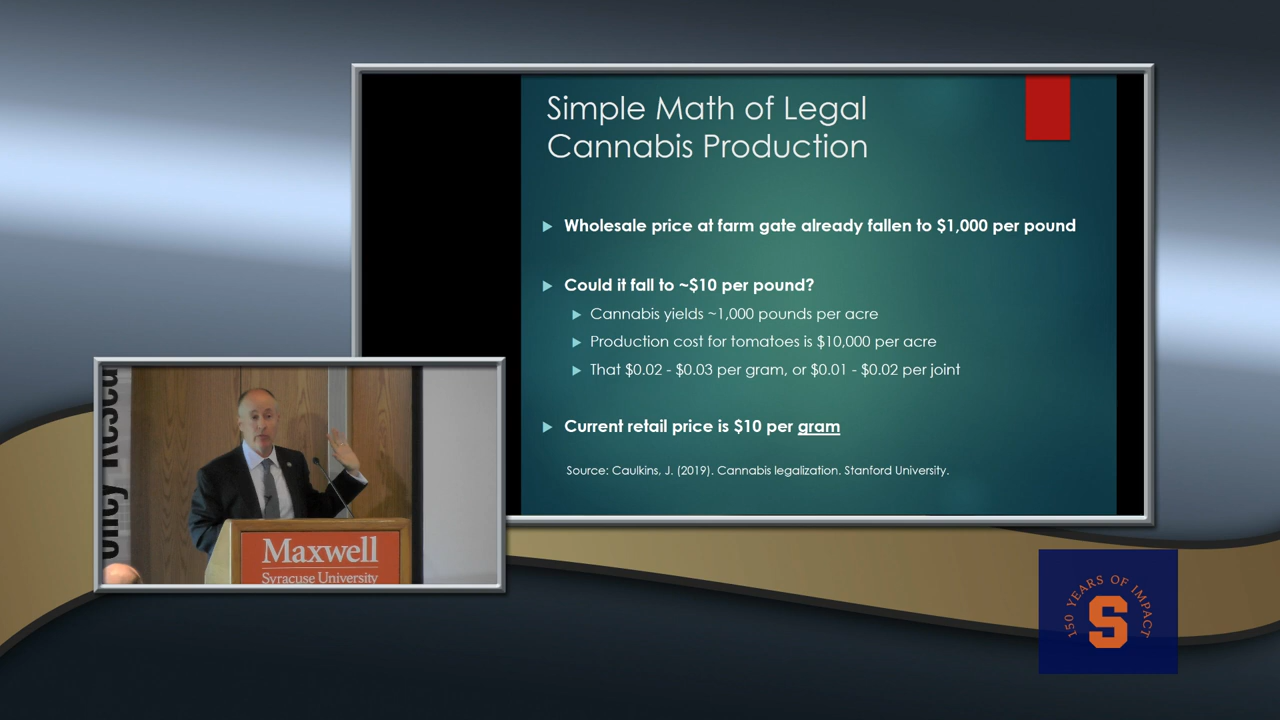 Simple Math of Legal
Cannabis Production
Wholesale price at farm gate already fallen to $1,000 per pound
Could it fall to ~$10 per pound?
Cannabis yields ~1,000 pounds per acre
Production cost for tomatoes is $10,000 per acre
That $0.02 - $0.03 per gram, or $0.01 - $0.02 per joint
Current retail price is $10 per gram
Source: Caulkins, J. (2019). Cannabis legalization. Stanford University.
Maxwell
Syracuse University
150 YEARS OF IMPACT
S